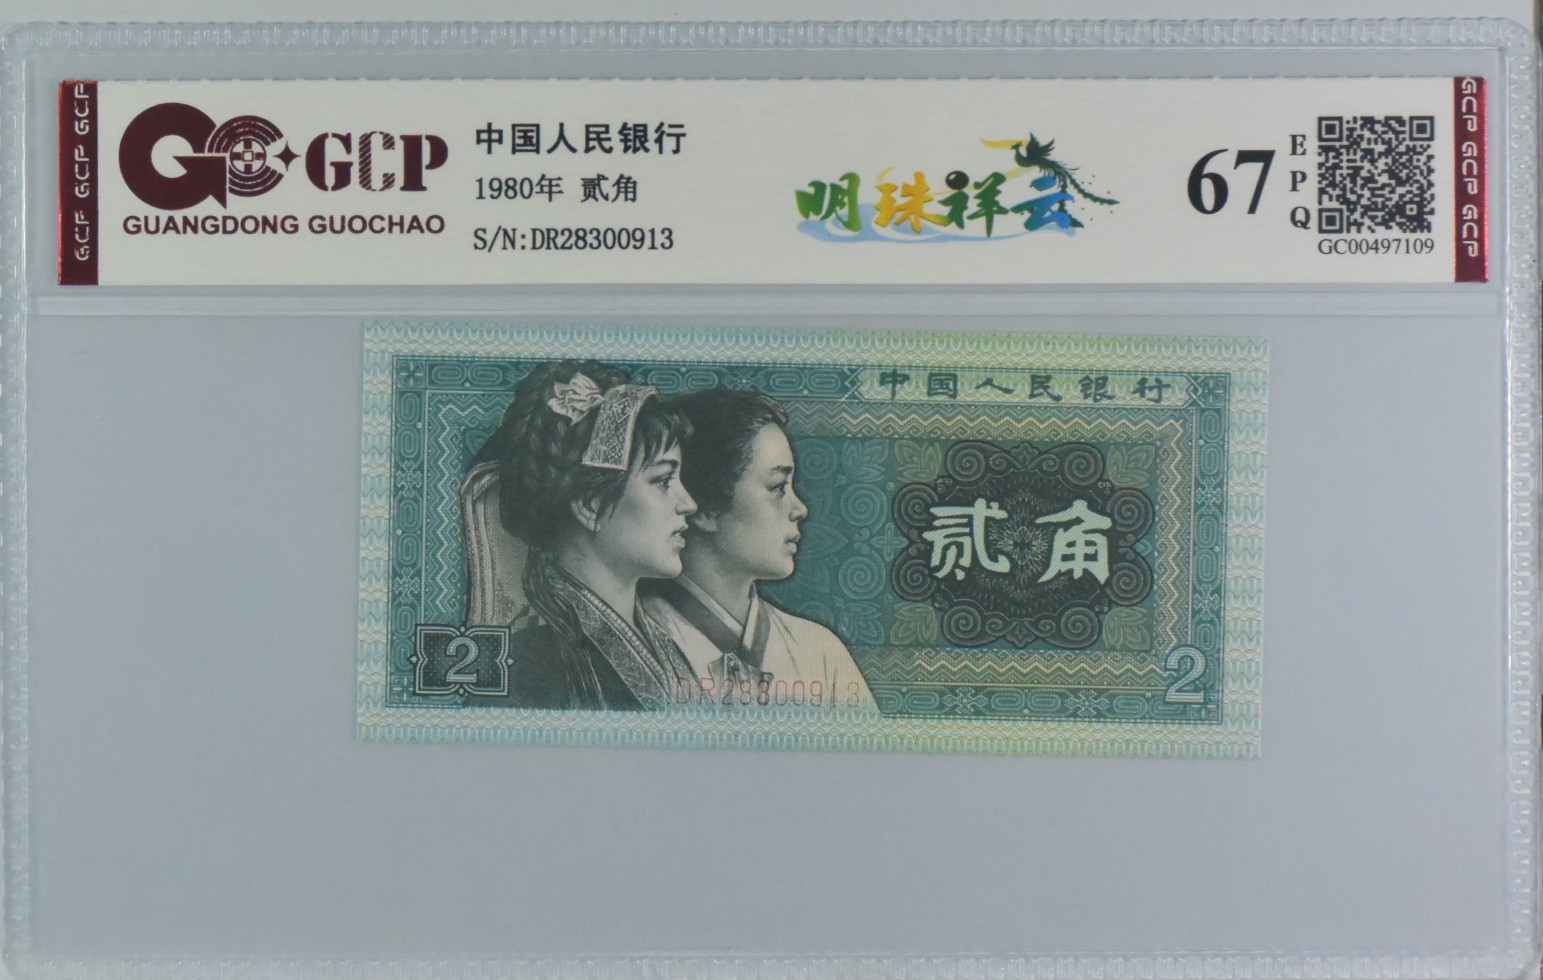 GCP GCP GCP
GCP
GUANGDONG GUOCHAO
中国人民银行
1980年 贰角
S/N:DR28300913
明珠祥云
67
EPQ
GC00497109
GCP GCP GCP
中国人民银行
贰角
2
2
DR28300913